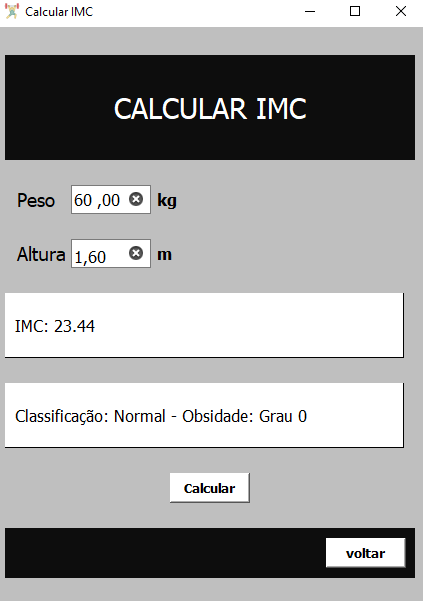 Calcular IMC
CALCULAR IMC
Peso 60 ,00 kg
Altura 1,60 m
IMC: 23.44
Classificação: Normal - Obsidade: Grau 0
Calcular
voltar